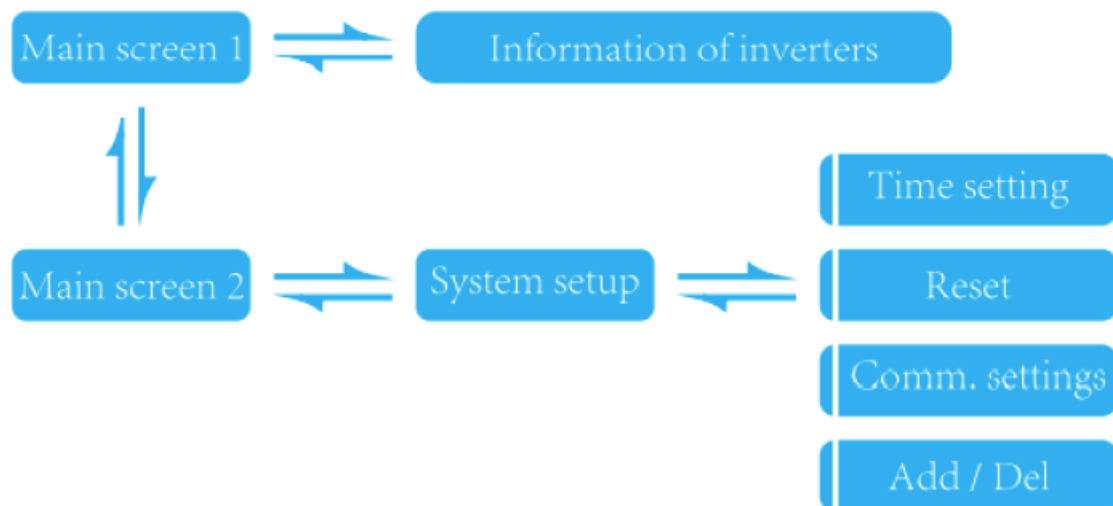 Main screen 1
Information of inverters
Time setting
Main screen 2
System setup
Reset
Comm. settings
Add / Del